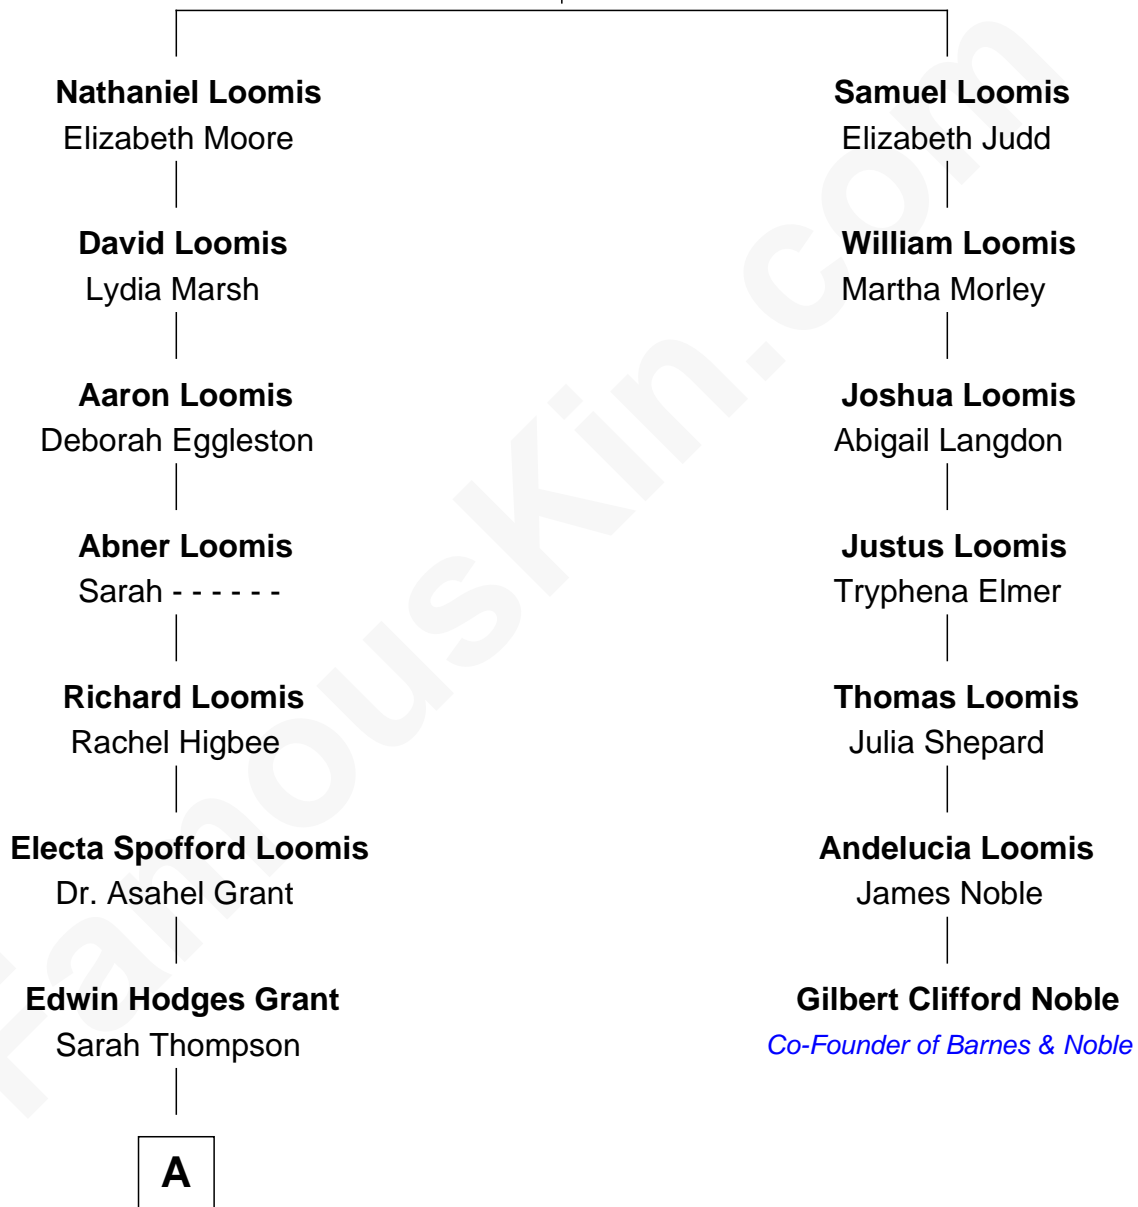 Nathaniel Loomis
Elizabeth Moore
David Loomis
Lydia Marsh
Aaron Loomis
Deborah Eggleston
Abner Loomis
Sarah - - - - - -
Richard Loomis
Rachel Higbee
Electa Spofford Loomis
Dr. Asahel Grant
Edwin Hodges Grant
Sarah Thompson
A
Samuel Loomis
Elizabeth Judd
William Loomis
Martha Morley
Joshua Loomis
Abigail Langdon
Justus Loomis
Tryphena Elmer
Thomas Loomis
Julia Shepard
Andelucia Loomis
James Noble
Gilbert Clifford Noble
Co-Founder of Barnes & Noble
FamousKin.com